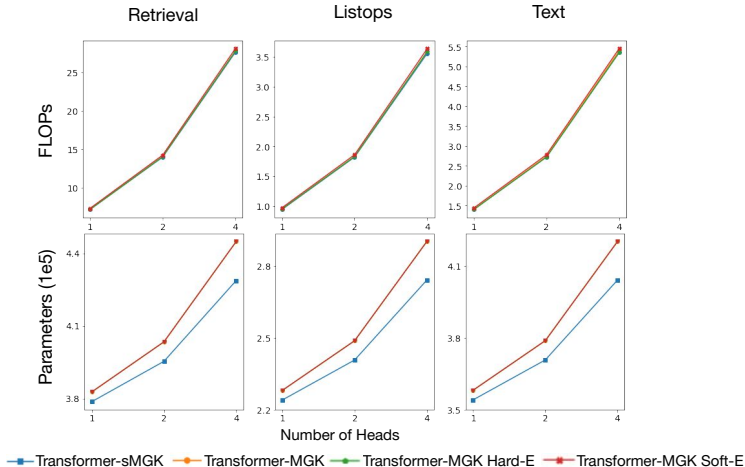 Retrieval Listops Text
FLOPs
25
20
15
10
1 2 4
3.5
3.0
2.5
2.0
1.5
1.0
1 2 4
5.5
5.0
4.5
4.0
3.5
3.0
2.5
2.0
1.5
1 2 4
Parameters (1e5)
4.4
4.1
3.8
1 2 4
2.8
2.5
2.2
1 2 4
4.1
3.8
3.5
1 2 4
Number of Heads
Transformer-sMGK Transformer-MGK Transformer-MGK Hard-E Transformer-MGK Soft-E